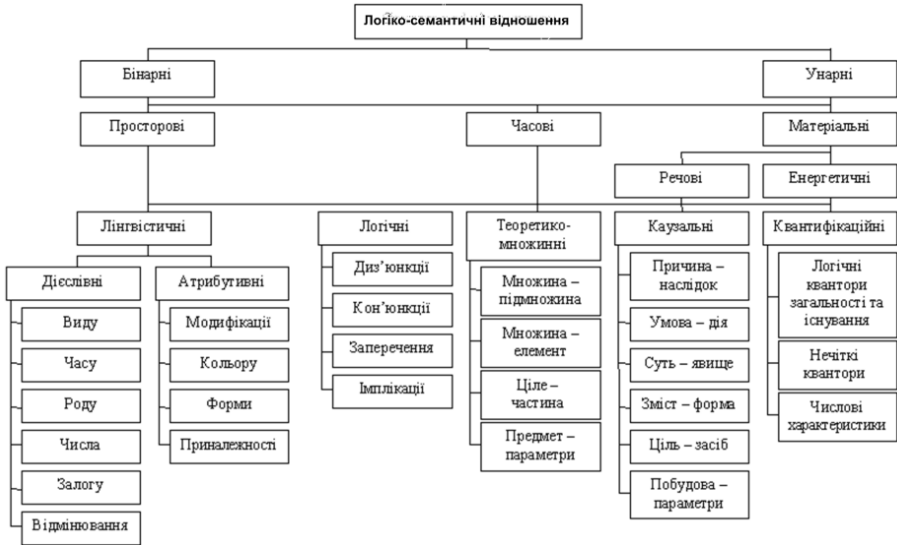 Логіко-семантичні відношення
Бінарні
Унарні
Просторові
Часові
Матеріальні
Речові
Енергетичні
Лінгвістичні
Логічні
Теоретико-
множинні
Каузальні
Квантифікаційні
Дієслівні
Виду
Часу
Роду
Числа
Залогу
Відмінювання
Атрибутивні
Модифікації
Кольору
Форми
Приналежності
Диз’юнкції
Кон’юнкції
Заперечення
Імплікації
Множина –
підмножина
Множина –
елемент
Ціле –
частина
Предмет –
параметри
Причина –
наслідок
Умова – дія
Суть – явище
Зміст – форма
Ціль – засіб
Побудова –
параметри
Логічні
квантори
загальності та
існування
Нечіткі
квантори
Числові
характеристики